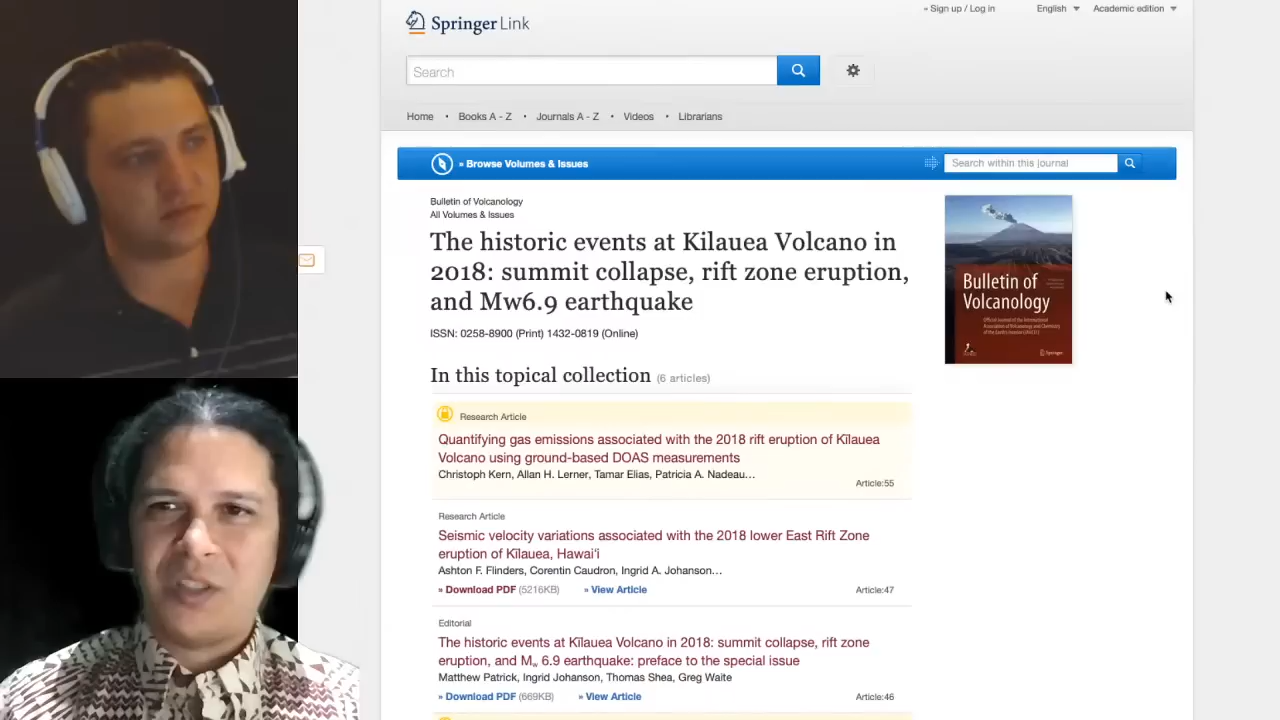 Springer Link
» Sign up / Log in
English
Academic edition
Search
Home
Books A - Z
Journals A - Z
Videos
Librarians
» Browse Volumes & Issues
Search within this journal
Bulletin of Volcanology
All Volumes & Issues
The historic events at Kilauea Volcano in
2018: summit collapse, rift zone eruption,
and Mw6.9 earthquake
ISSN: 0258-8900 (Print) 1432-0819 (Online)
Bulletin of
Volcanology
Springer
In this topical collection (6 articles)
Research Article
Quantifying gas emissions associated with the 2018 rift eruption of Kīlauea
Volcano using ground-based DOAS measurements
Christoph Kern, Allan H. Lerner, Tamar Elias, Patricia A. Nadeau…
Article:55
Research Article
Seismic velocity variations associated with the 2018 lower East Rift Zone
eruption of Kīlauea, Hawaiʻi
Ashton F. Flinders, Corentin Caudron, Ingrid A. Johanson…
» Download PDF (5216KB) » View Article
Article:47
Editorial
The historic events at Kīlauea Volcano in 2018: summit collapse, rift zone
eruption, and Mw 6.9 earthquake: preface to the special issue
Matthew Patrick, Ingrid Johanson, Thomas Shea, Greg Waite
» Download PDF (669KB) » View Article
Article:46